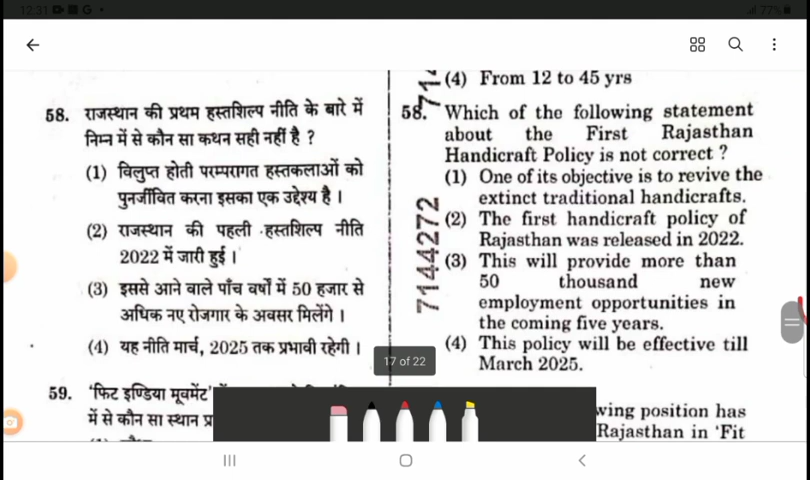 12:31
G
77%
58. राजस्थान की प्रथम हस्तशिल्प नीति के बारे में
निम्न में से कौन सा कथन सही नहीं है ?
(1) विलुप्त होती परम्परागत हस्तकलाओं को
पुनर्जीवित करना इसका एक उद्देश्य है ।
(2) राजस्थान की पहली हस्तशिल्प नीति
2022 में जारी हुई ।
(3) इससे आने वाले पाँच वर्षों में 50 हजार से
अधिक नए रोजगार के अवसर मिलेंगे ।
(4) यह नीति मार्च, 2025 तक प्रभावी रहेगी ।
59. 'फिट इण्डिया मूवमेंट'
में से कौन सा स्थान
714
7144272
(4) From 12 to 45 yrs
58. Which of the following statement
about the First Rajasthan
Handicraft Policy is not correct ?
(1) One of its objective is to revive the
extinct traditional handicrafts.
(2) The first handicraft policy of
Rajasthan was released in 2022.
(3) This will provide more than
50 thousand new
employment opportunities in
the coming five years.
(4) This policy will be effective till
March 2025.
wing position has
Rajasthan in 'Fit
17 of 22